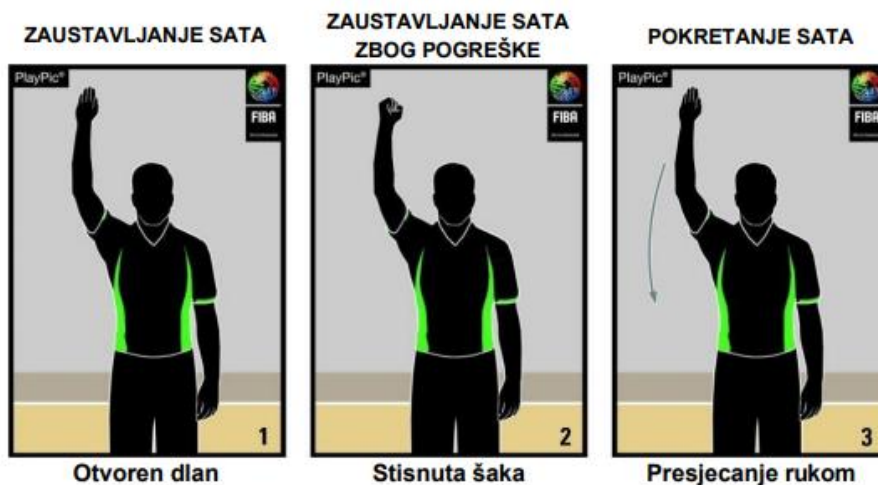 ZAUSTAVLJANJE SATA
ZAUSTAVLJANJE SATA
ZBOG POGREŠKE
POKRETANJE SATA
PlayPic®
FIBA
PlayPic®
FIBA
PlayPic®
FIBA
1
2
3
Otvoren dlan
Stisnuta šaka
Presjecanje rukom